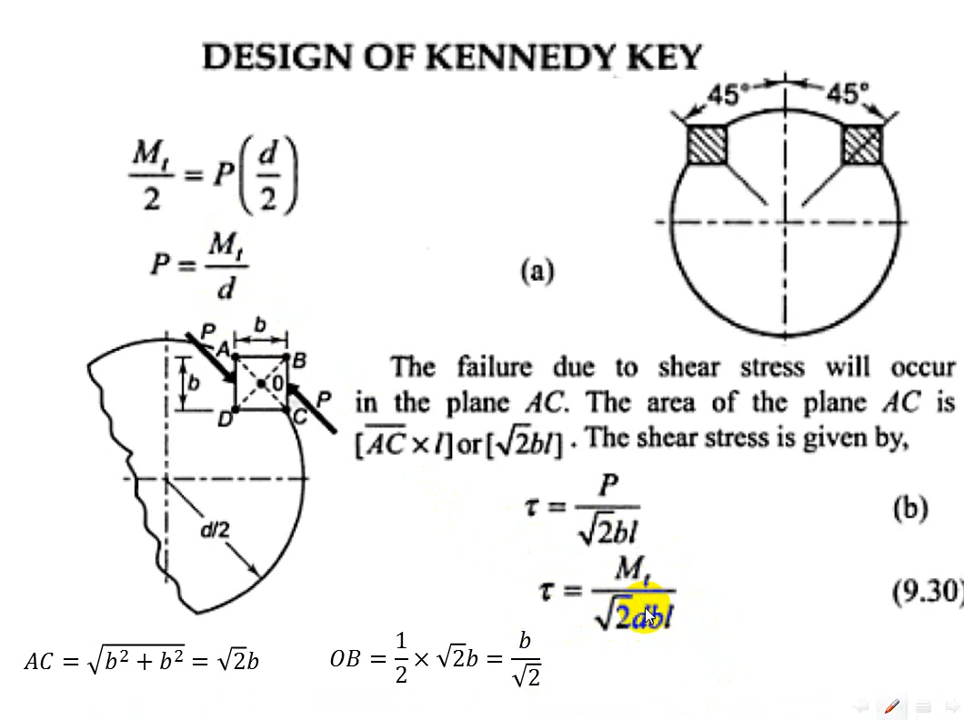 DESIGN OF KENNEDY KEY
45° 45°
M_t/2 = P(d/2)
P = M_t/d
(a)
P A b B
b O
D C P
d/2
The failure due to shear stress will occur
in the plane AC. The area of the plane AC is
[AC̅ × l] or [√2bl]. The shear stress is given by,
τ = P/√2bl (b)
τ = M_t/√2dbl (9.30)
AC = √(b² + b²) = √2b OB = 1/2 × √2b = b/√2